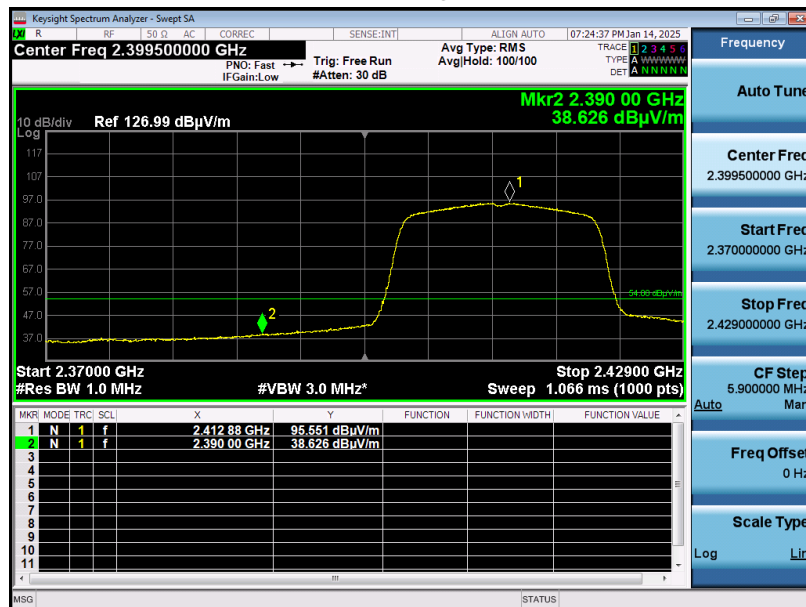 Keysight Spectrum Analyzer - Swept SA
LXI R RF 50 Ω AC CORREC SENSE:INT ALIGN AUTO 07:24:37 PM Jan 14, 2025
Center Freq 2.399500000 GHz
PNO: Fast
IFGain:Low
Trig: Free Run
#Atten: 30 dB
Avg Type: RMS
Avg|Hold: 100/100
TRACE 1 2 3 4 5 6
TYPE A WWWWW
DET A N N N N N
Mkr2 2.390 00 GHz
38.626 dBµV/m
10 dB/div Ref 126.99 dBµV/m
Log
117
107
97.0
87.0
77.0
67.0
57.0
47.0
37.0
1
2
54.00 dBµV/m
Start 2.37000 GHz Stop 2.42900 GHz
#Res BW 1.0 MHz #VBW 3.0 MHz* Sweep 1.066 ms (1000 pts)
MKR MODE TRC SCL X Y FUNCTION FUNCTION WIDTH FUNCTION VALUE
1 N 1 f 2.412 88 GHz 95.551 dBµV/m
2 N 1 f 2.390 00 GHz 38.626 dBµV/m
3
4
5
6
7
8
9
10
11
MSG STATUS
Frequency
Auto Tune
Center Freq
2.399500000 GHz
Start Freq
2.370000000 GHz
Stop Freq
2.429000000 GHz
CF Step
5.900000 MHz
Auto Man
Freq Offset
0 Hz
Scale Type
Log Lin